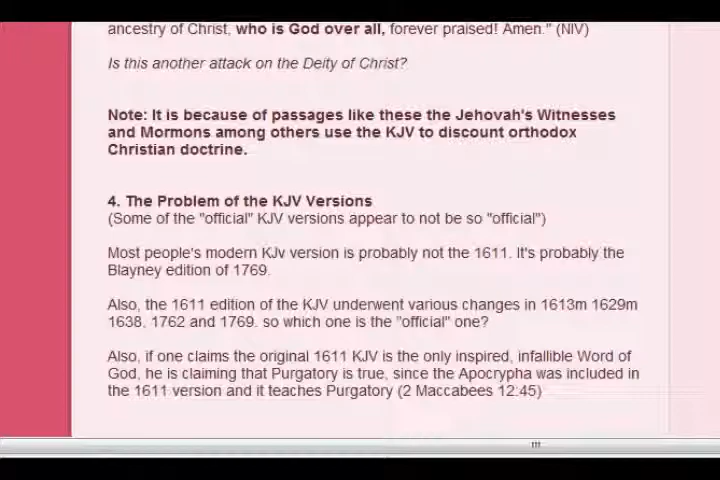 ancestry of Christ, who is God over all, forever praised! Amen." (NIV)
Is this another attack on the Deity of Christ?
Note: It is because of passages like these the Jehovah's Witnesses
and Mormons among others use the KJV to discount orthodox
Christian doctrine.
4. The Problem of the KJV Versions
(Some of the "official" KJV versions appear to not be so "official")
Most people's modern KJv version is probably not the 1611. It's probably the
Blayney edition of 1769.
Also, the 1611 edition of the KJV underwent various changes in 1613m 1629m
1638, 1762 and 1769. so which one is the "official" one?
Also, if one claims the original 1611 KJV is the only inspired, infallible Word of
God, he is claiming that Purgatory is true, since the Apocrypha was included in
the 1611 version and it teaches Purgatory (2 Maccabees 12:45)